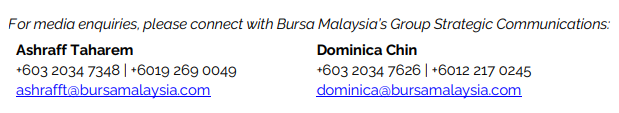 For media enquiries, please connect with Bursa Malaysia's Group Strategic Communications:
Ashraff Taharem
+603 2034 7348 | +6019 269 0049
ashrafft@bursamalaysia.com
Dominica Chin
+603 2034 7626 | +6012 217 0245
dominica@bursamalaysia.com